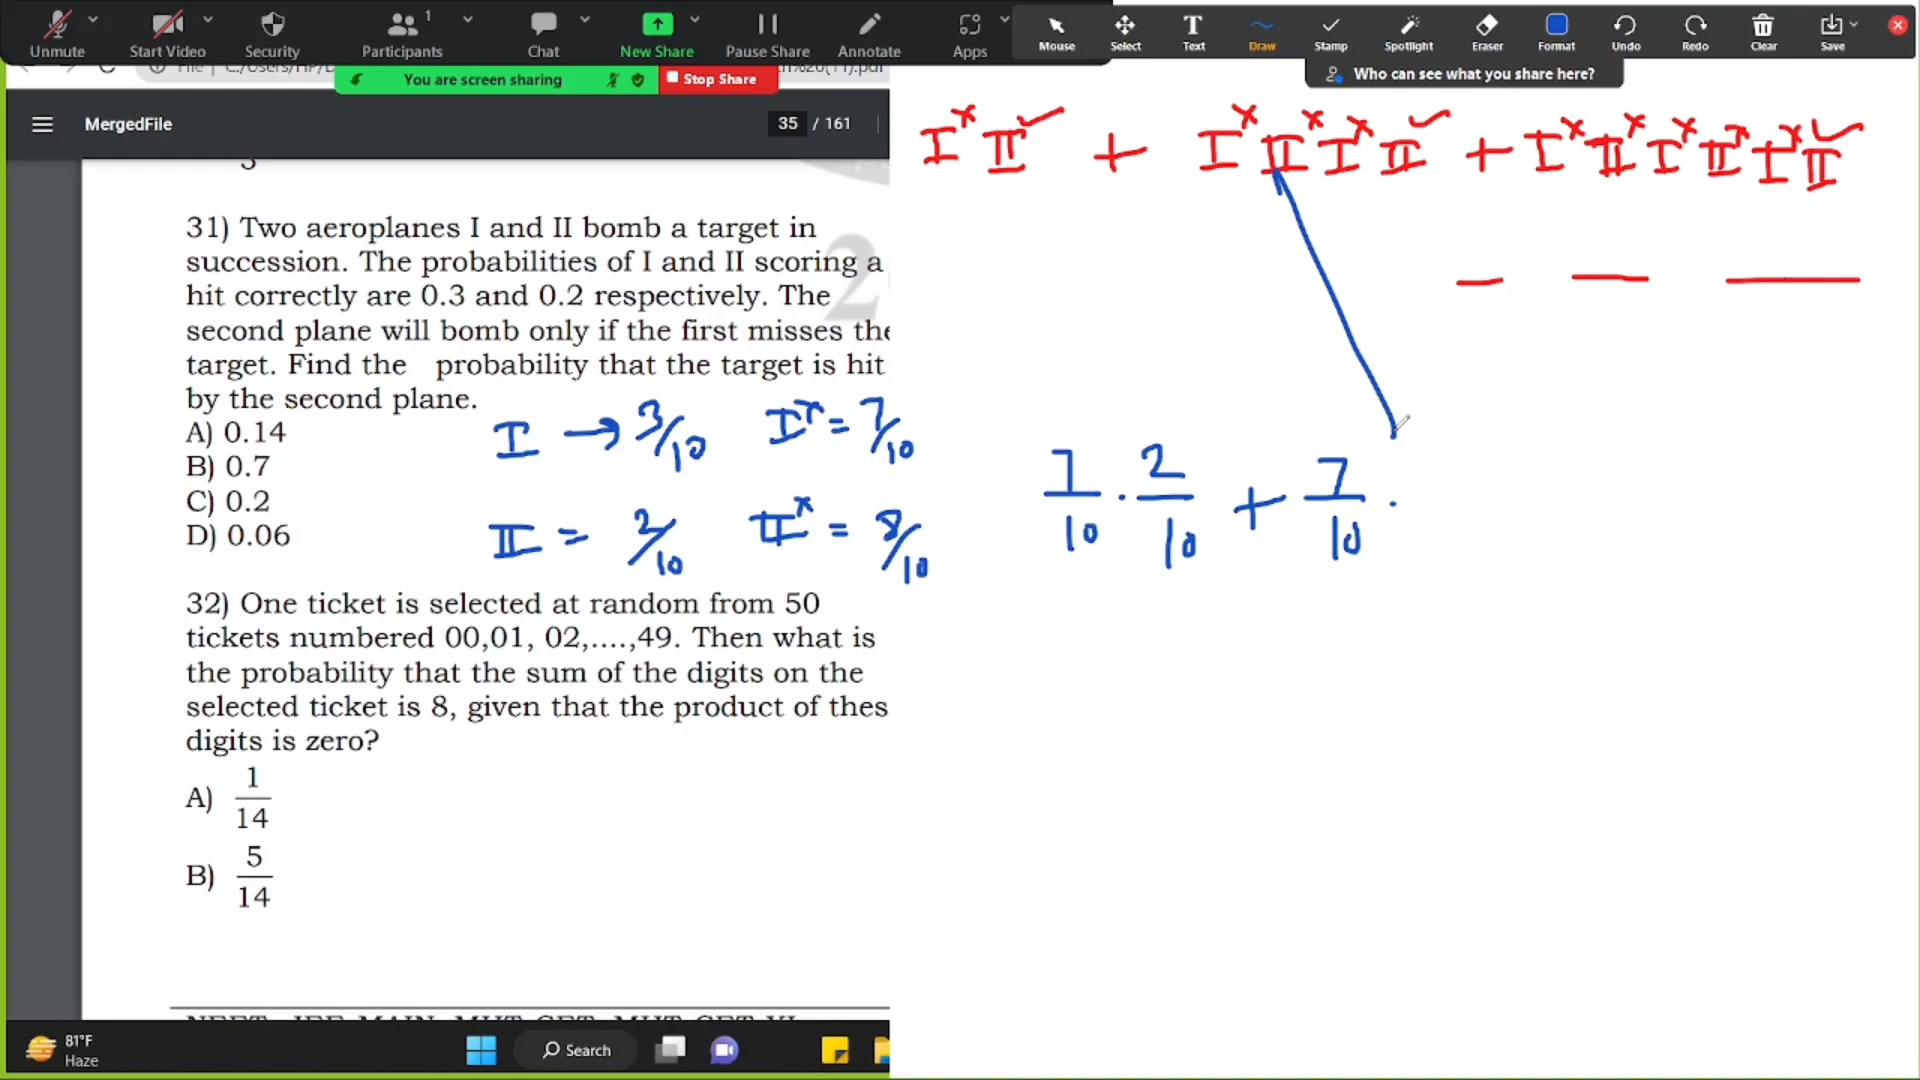 Unmute
Start Video
Security
Participants
1
Chat
New Share
Pause Share
Annotate
Apps
Mouse
Select
Text
Draw
Stamp
Spotlight
Eraser
Format
Undo
Redo
Clear
Save
You are screen sharing
Stop Share
Who can see what you share here?
MergedFile
35 / 161
31) Two aeroplanes I and II bomb a target in
succession. The probabilities of I and II scoring a
hit correctly are 0.3 and 0.2 respectively. The
second plane will bomb only if the first misses the
target. Find the probability that the target is hit
by the second plane.
A) 0.14
B) 0.7
C) 0.2
D) 0.06
I → 3/10 I^x = 7/10
II = 2/10 II^x = 8/10
32) One ticket is selected at random from 50
tickets numbered 00,01, 02,....,49. Then what is
the probability that the sum of the digits on the
selected ticket is 8, given that the product of thes
digits is zero?
A) 1/14
B) 5/14
I^x II^✓ + I^x II^x I^x II^✓ + I^x II^x I^x II^x I^x II^✓
7/10 . 2/10 + 7/10 .
81°F
Haze
Search